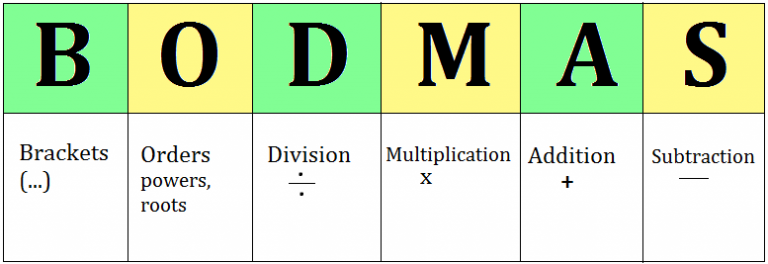 B O D M A S
Brackets
(...)
Orders
powers,
roots
Division
÷
Multiplication
x
Addition
+
Subtraction
—